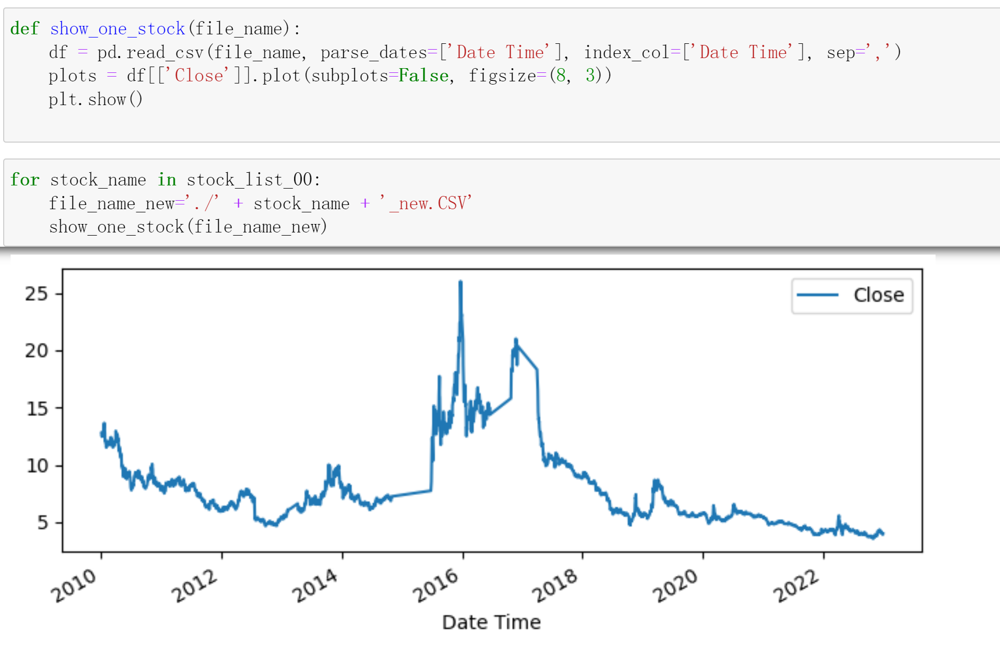 def show_one_stock(file_name):
    df = pd.read_csv(file_name, parse_dates=['Date Time'], index_col=['Date Time'], sep=',')
    plots = df[['Close']].plot(subplots=False, figsize=(8, 3))
    plt.show()
for stock_name in stock_list_00:
    file_name_new='./' + stock_name + '_new.CSV'
    show_one_stock(file_name_new)
Close
25
20
15
10
5
2010 2012 2014 2016 2018 2020 2022
Date Time